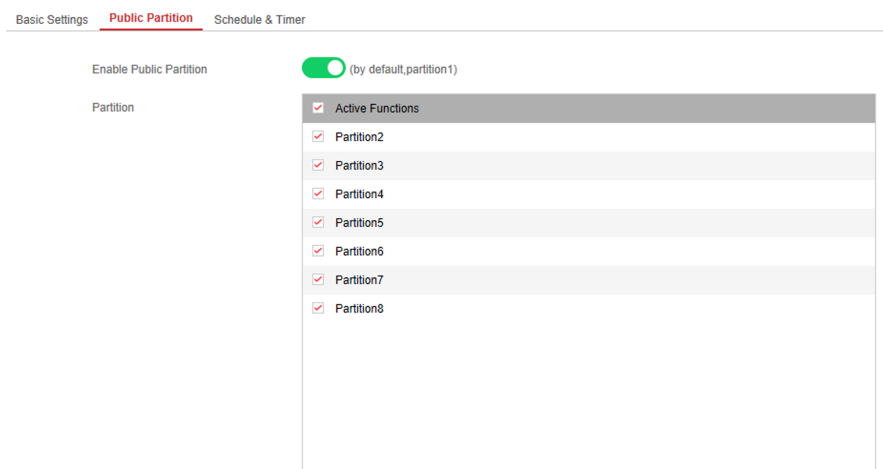 Basic Settings Public Partition Schedule & Timer
Enable Public Partition (by default,partition1)
Partition Active Functions
Partition2
Partition3
Partition4
Partition5
Partition6
Partition7
Partition8